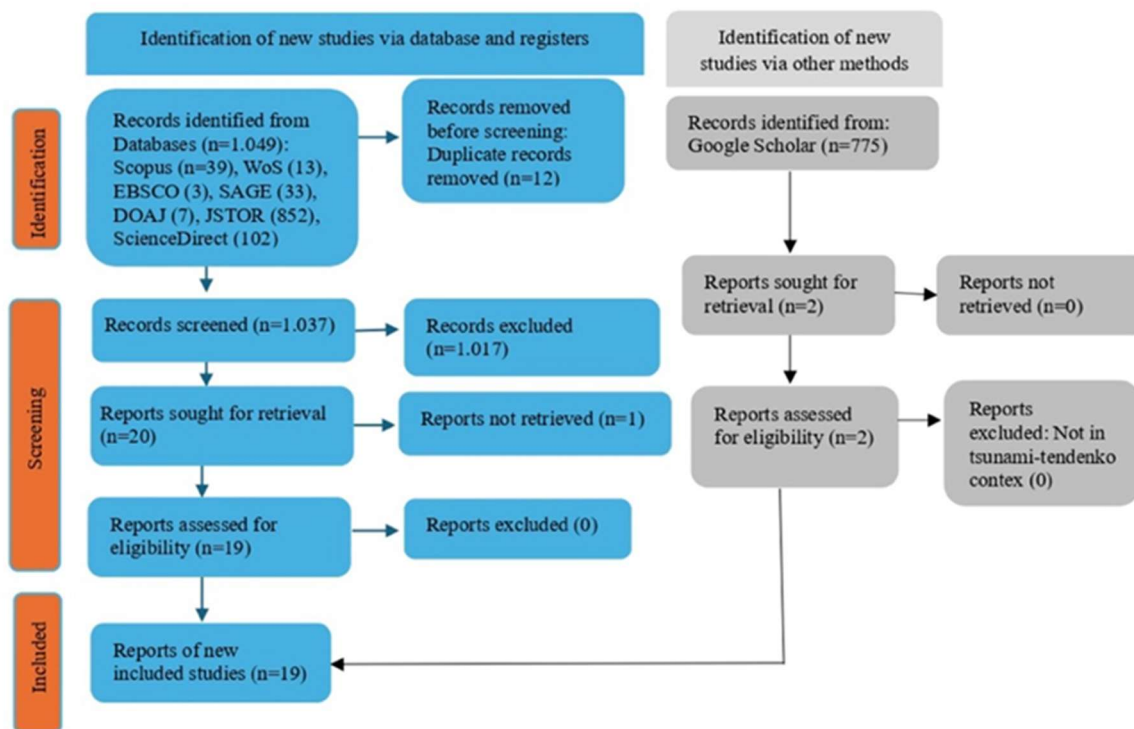 Identification of new studies via database and registers
Identification of new
studies via other methods
Identification
Records identified from
Databases (n=1.049):
Scopus (n=39), WoS (13),
EBSCO (3), SAGE (33),
DOAJ (7), JSTOR (852),
ScienceDirect (102)
Records removed
before screening:
Duplicate records
removed (n=12)
Records identified from:
Google Scholar (n=775)
Screening
Records screened (n=1.037)
Records excluded
(n=1.017)
Reports sought for
retrieval (n=2)
Reports not
retrieved (n=0)
Reports sought for retrieval
(n=20)
Reports not retrieved (n=1)
Reports assessed
for eligibility (n=2)
Reports
excluded: Not in
tsunami-tendenko
contex (0)
Reports assessed for
eligibility (n=19)
Reports excluded (0)
Included
Reports of new
included studies (n=19)